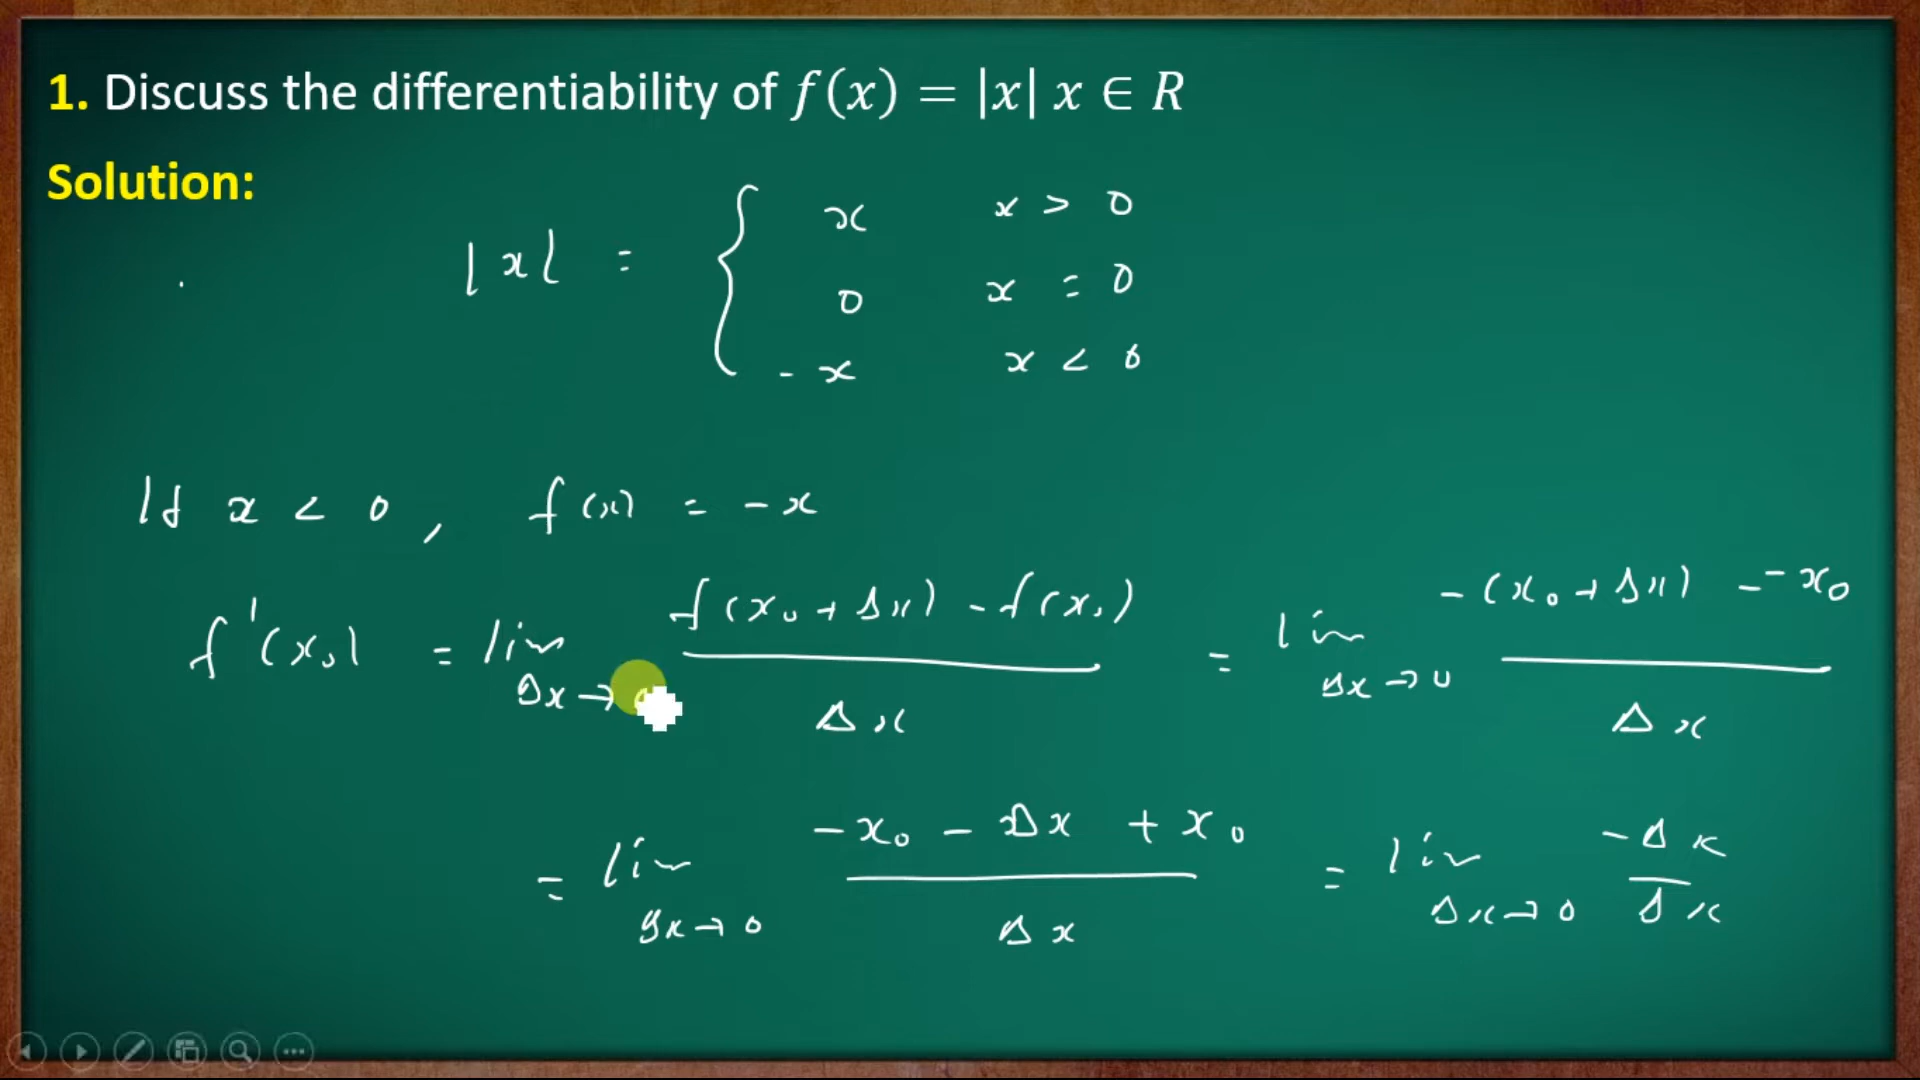 1. Discuss the differentiability of f(x) = |x| x ∈ R
Solution:
|x| = { x x > 0
0 x = 0
-x x < 0
If x < 0, f(x) = -x
f'(x₀) = lim Δx→0 (f(x₀+Δx) - f(x₀))/Δx = lim Δx→0 (-(x₀+Δx) - -x₀)/Δx
= lim Δx→0 (-x₀ - Δx + x₀)/Δx = lim Δx→0 -Δx/Δx